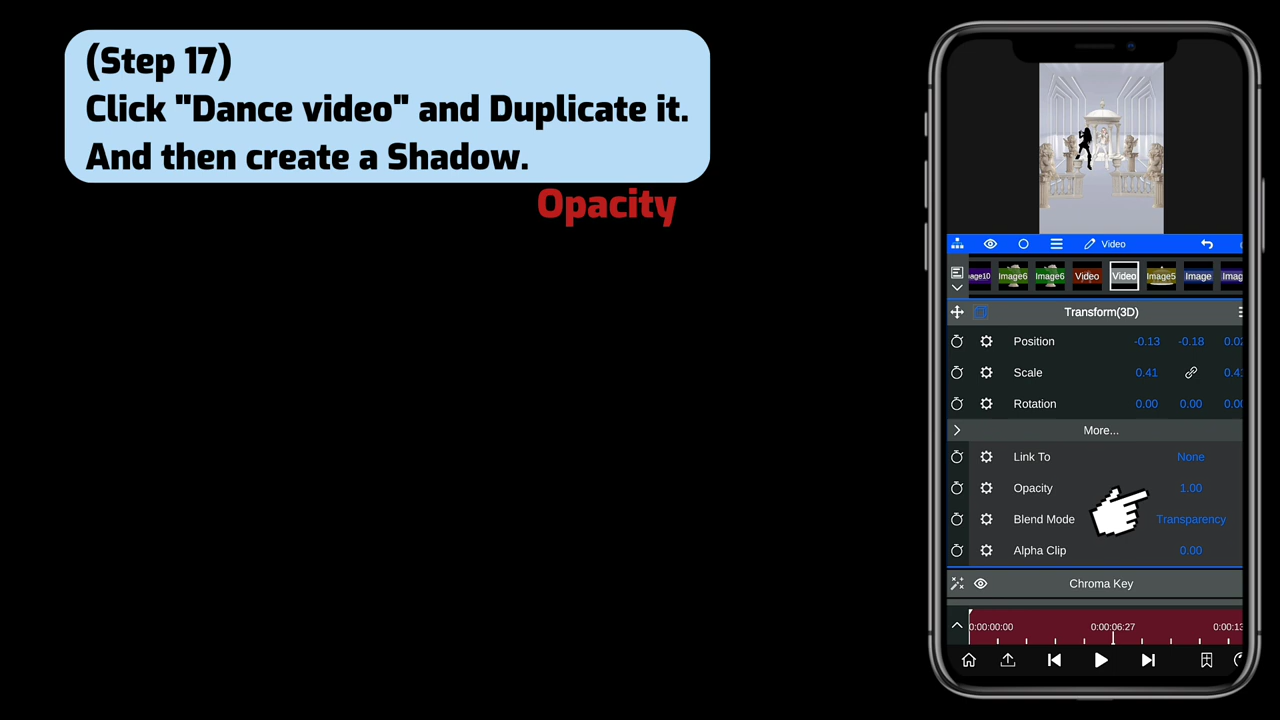 (Step 17)
Click "Dance video" and Duplicate it.
And then create a Shadow.
Opacity
Video
Image6 Image6 Video Video Image5 Image
Transform(3D)
Position -0.13 -0.18
Scale 0.41
Rotation 0.00 0.00
More...
Link To None
Opacity 1.00
Blend Mode Transparency
Alpha Clip 0.00
Chroma Key
0:00:00:00 0:00:06:27 0:00:13